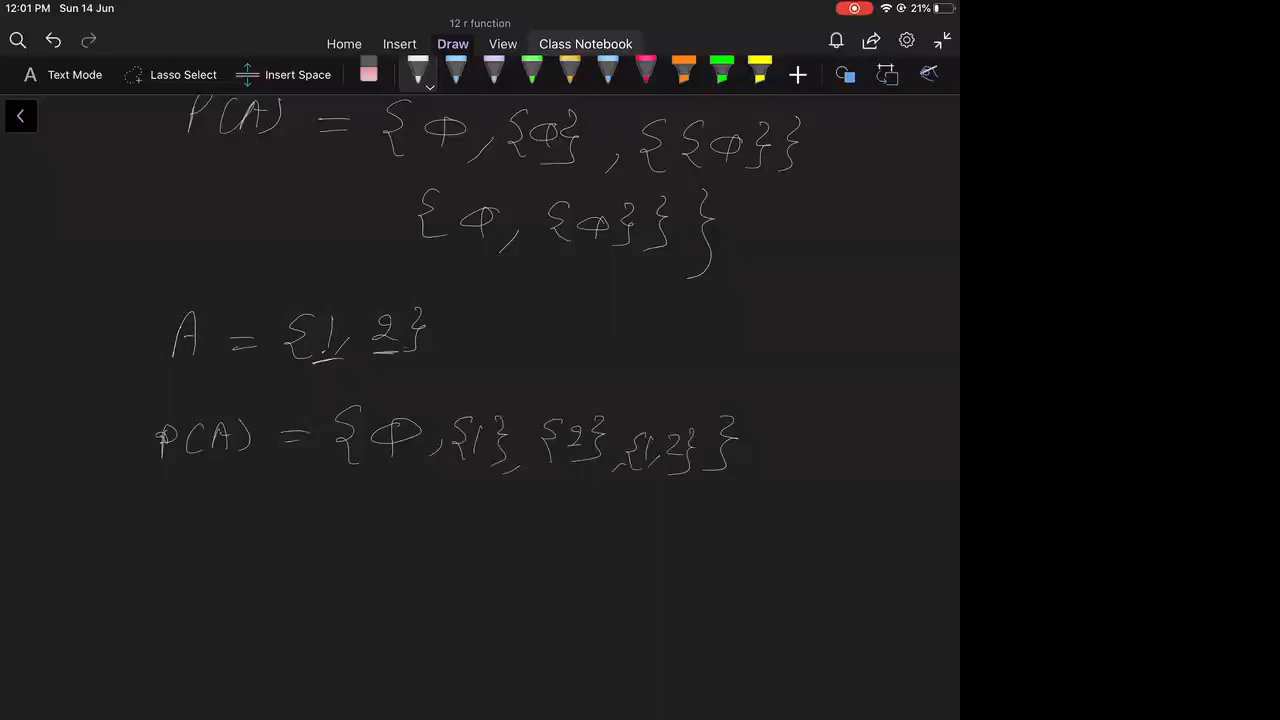 12:01 PM Sun 14 Jun 21%
12 r function
Home Insert Draw View Class Notebook
Text Mode Lasso Select Insert Space
P(A) = {Φ, {Φ}, {{Φ}}
{Φ, {Φ}}}
A = {1, 2}
P(A) = {Φ, {1}, {2}, {1, 2}}